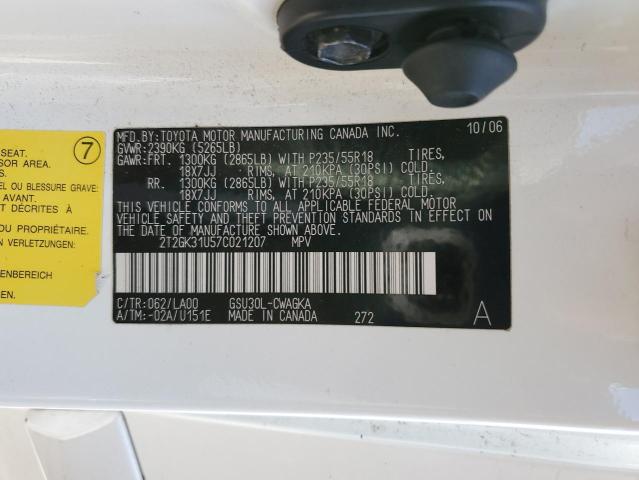 7
SEAT.
SOR AREA.
LE OU BLESSURE GRAVE:
AVANT.
T DÉCRITES À
DU PROPRIÉTAIRE.
N VERLETZUNGEN:
ENBEREICH
MFD.BY:TOYOTA MOTOR MANUFACTURING CANADA INC. 10/06
GVWR:2390KG (5265LB)
GAWR:FRT. 1300KG (2865LB) WITH P235/55R18 TIRES,
18X7JJ RIMS, AT 210KPA (30PSI) COLD.
RR. 1300KG (2865LB) WITH P235/55R18 TIRES,
18X7JJ RIMS, AT 210KPA (30PSI) COLD.
THIS VEHICLE CONFORMS TO ALL APPLICABLE FEDERAL MOTOR
VEHICLE SAFETY AND THEFT PREVENTION STANDARDS IN EFFECT ON
THE DATE OF MANUFACTURE SHOWN ABOVE.
2T2GK31U57C021207 MPV
C/TR:062/LA00 GSU30L-CWAGKA
A/TM:-02A/U151E MADE IN CANADA 272 A